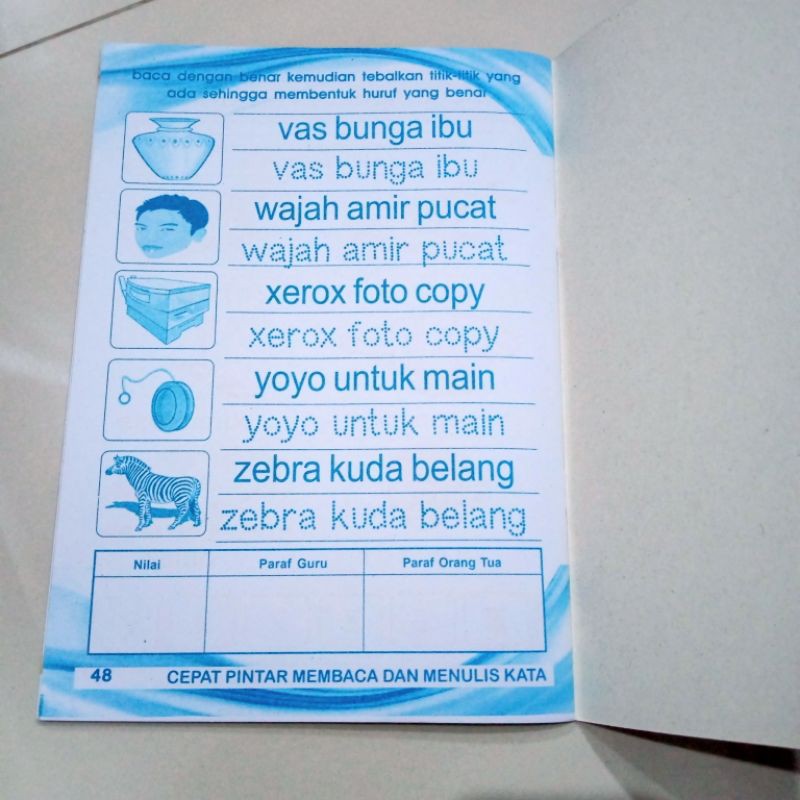 baca dengan benar kemudian tebalkan titik-titik yang
ada sehingga membentuk huruf yang benar
vas bunga ibu
vas bunga ibu
wajah amir pucat
wajah amir pucat
xerox foto copy
xerox foto copy
yoyo untuk main
yoyo untuk main
zebra kuda belang
zebra kuda belang
Nilai Paraf Guru Paraf Orang Tua
48 CEPAT PINTAR MEMBACA DAN MENULIS KATA